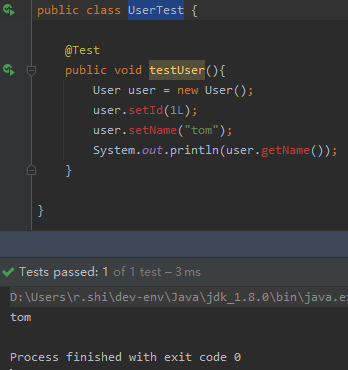 public class UserTest {
@Test
public void testUser(){
User user = new User();
user.setId(1L);
user.setName("tom");
System.out.println(user.getName());
}
}
Tests passed: 1 of 1 test – 3 ms
D:\Users\r.shi\dev-env\Java\jdk_1.8.0\bin\java.ex
tom
Process finished with exit code 0